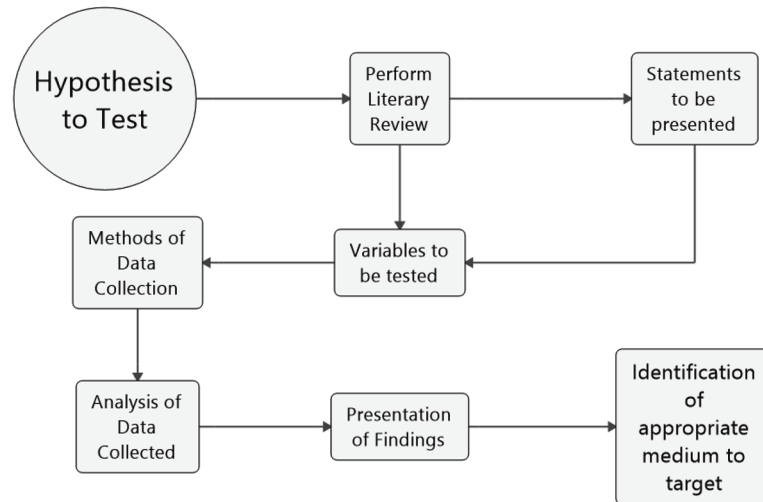 Hypothesis
to Test
Perform
Literary
Review
Statements
to be
presented
Methods of
Data
Collection
Variables to
be tested
Analysis of
Data
Collected
Presentation
of Findings
Identification
of
appropriate
medium to
target